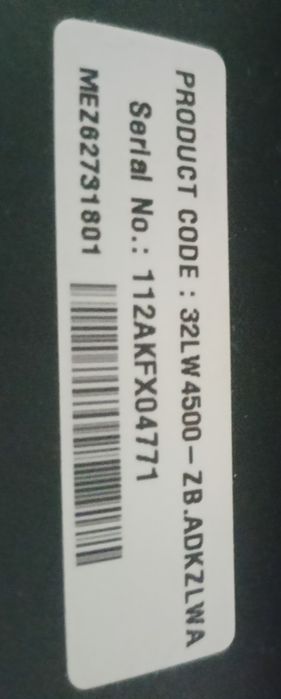 PRODUCT CODE : 32LW4500-ZB.ADKZLWA
Serial No.: 112AKFX04771
MEZ62731801